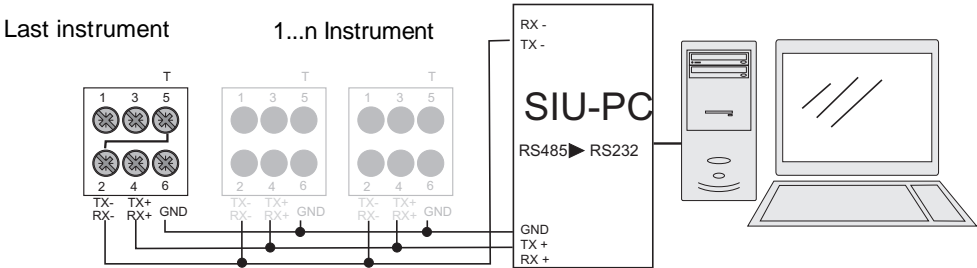 Last instrument
1...n Instrument
RX -
TX -
T
T
T
1 3 5
1 3 5
1 3 5
SIU-PC
RS485▶ RS232
2 4 6
2 4 6
2 4 6
TX- TX+
RX- RX+ GND
TX- TX+
RX- RX+ GND
TX- TX+
RX- RX+ GND
GND
TX +
RX +